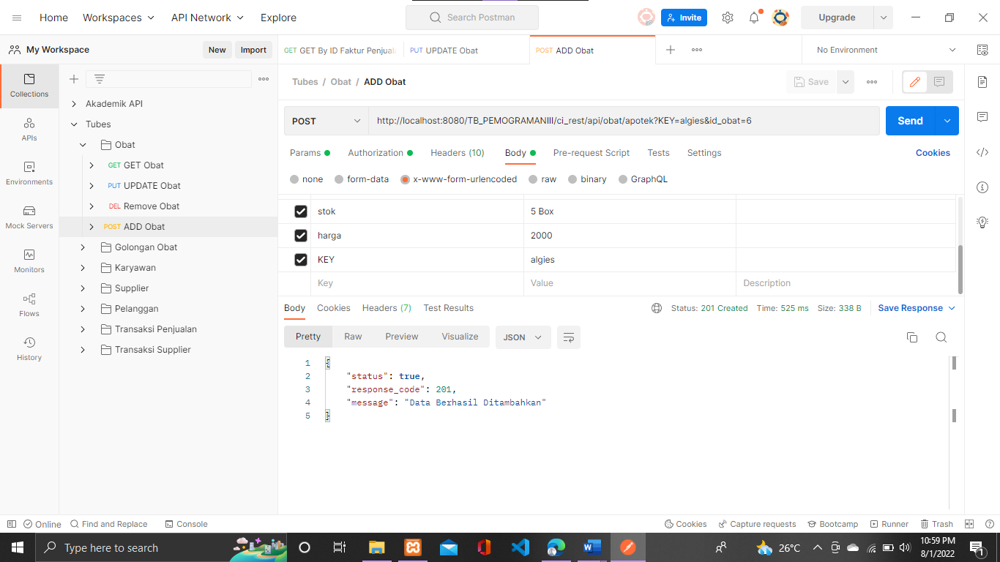 Home Workspaces API Network Explore Search Postman Invite Upgrade
My Workspace New Import GET GET By ID Faktur Penjual PUT UPDATE Obat POST ADD Obat No Environment
Collections
APIs
Environments
Mock Servers
Monitors
Flows
History
Akademik API
Tubes
Obat
GET GET Obat
PUT UPDATE Obat
DEL Remove Obat
POST ADD Obat
Golongan Obat
Karyawan
Supplier
Pelanggan
Transaksi Penjualan
Transaksi Supplier
Tubes / Obat / ADD Obat Save
POST http://localhost:8080/TB_PEMOGRAMANIII/ci_rest/api/obat/apotek?KEY=algies&id_obat=6 Send
Params Authorization Headers (10) Body Pre-request Script Tests Settings Cookies
none form-data x-www-form-urlencoded raw binary GraphQL
stok 5 Box
harga 2000
KEY algies
Key Value Description
Body Cookies Headers (7) Test Results Status: 201 Created Time: 525 ms Size: 338 B Save Response
Pretty Raw Preview Visualize JSON
1 {
2 "status": true,
3 "response_code": 201,
4 "message": "Data Berhasil Ditambahkan"
5 }
Online Find and Replace Console Cookies Capture requests Bootcamp Runner Trash
Type here to search 26°C 10:59 PM
8/1/2022 1